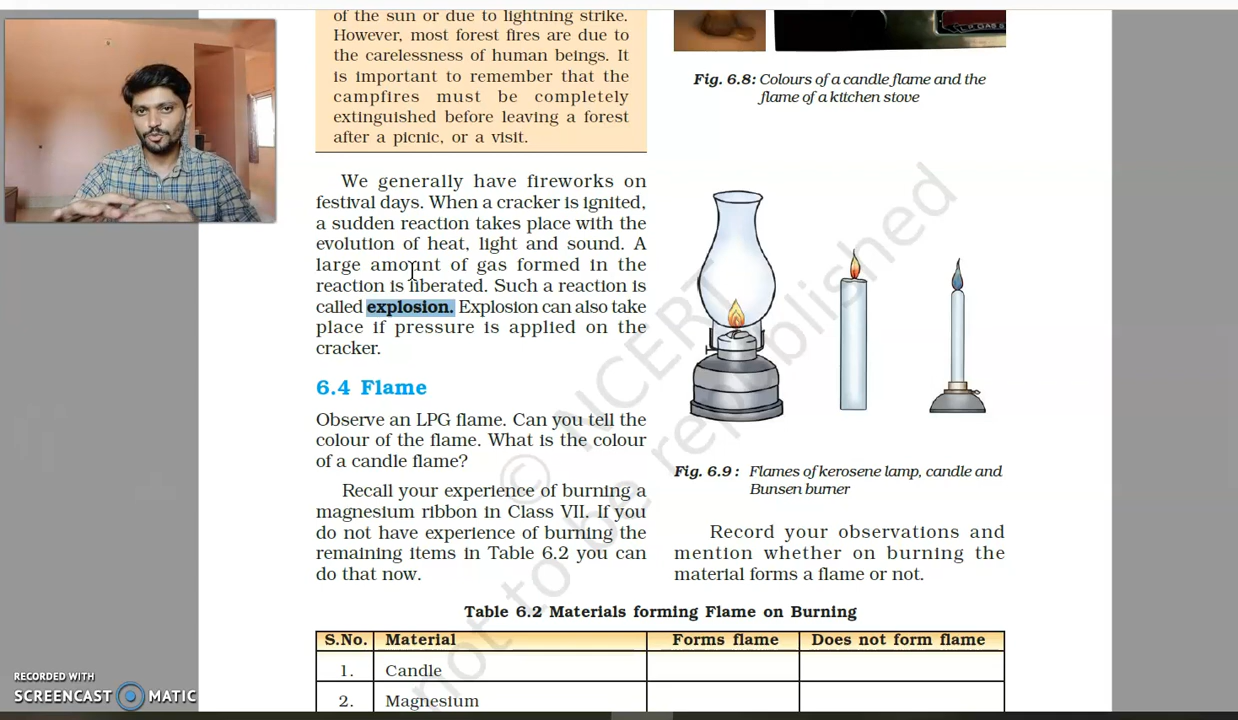 of the sun or due to lightning strike.
However, most forest fires are due to
the carelessness of human beings. It
is important to remember that the
campfires must be completely
extinguished before leaving a forest
after a picnic, or a visit.
We generally have fireworks on
festival days. When a cracker is ignited,
a sudden reaction takes place with the
evolution of heat, light and sound. A
large amount of gas formed in the
reaction is liberated. Such a reaction is
called explosion. Explosion can also take
place if pressure is applied on the
cracker.
6.4 Flame
Observe an LPG flame. Can you tell the
colour of the flame. What is the colour
of a candle flame?
Recall your experience of burning a
magnesium ribbon in Class VII. If you
do not have experience of burning the
remaining items in Table 6.2 you can
do that now.
Fig. 6.8: Colours of a candle flame and the
flame of a kitchen stove
Fig. 6.9 : Flames of kerosene lamp, candle and
Bunsen burner
Record your observations and
mention whether on burning the
material forms a flame or not.
Table 6.2 Materials forming Flame on Burning
S.No. Material Forms flame Does not form flame
1. Candle
2. Magnesium
© NCERT
not to be republished
RECORDED WITH
SCREENCAST MATIC